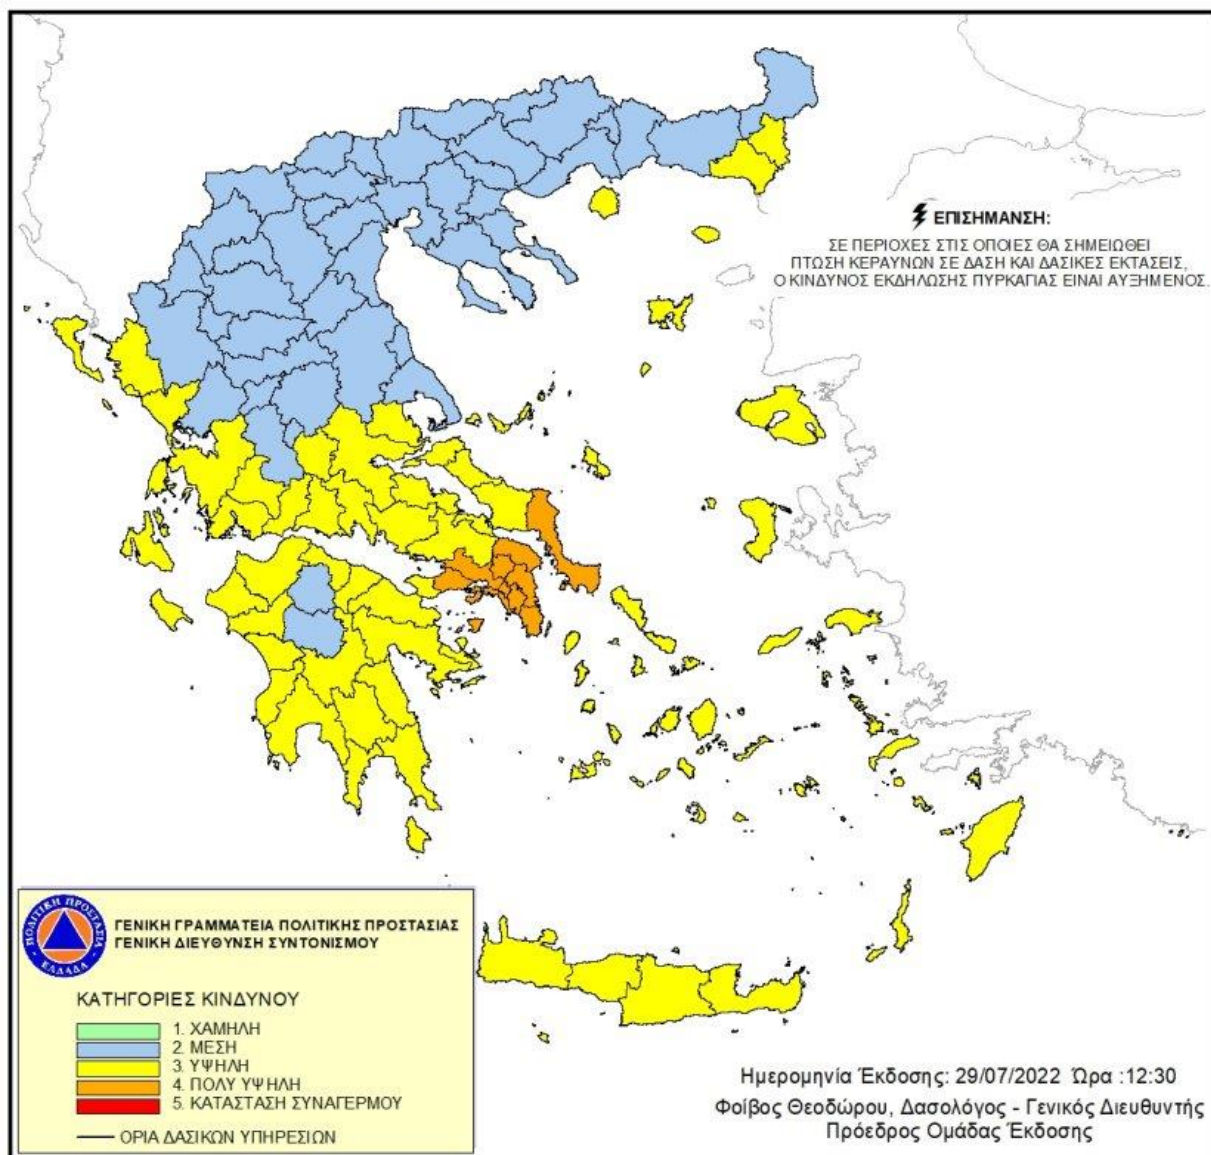 ΕΠΙΣΗΜΑΝΣΗ:
ΣΕ ΠΕΡΙΟΧΕΣ ΣΤΙΣ ΟΠΟΙΕΣ ΘΑ ΣΗΜΕΙΩΘΕΙ
ΠΤΩΣΗ ΚΕΡΑΥΝΩΝ ΣΕ ΔΑΣΗ ΚΑΙ ΔΑΣΙΚΕΣ ΕΚΤΑΣΕΙΣ,
Ο ΚΙΝΔΥΝΟΣ ΕΚΔΗΛΩΣΗΣ ΠΥΡΚΑΓΙΑΣ ΕΙΝΑΙ ΑΥΞΗΜΕΝΟΣ.
ΠΟΛΙΤΙΚΗ ΠΡΟΣΤΑΣΙΑ
ΕΛΛΑΔΑ
ΓΕΝΙΚΗ ΓΡΑΜΜΑΤΕΙΑ ΠΟΛΙΤΙΚΗΣ ΠΡΟΣΤΑΣΙΑΣ
ΓΕΝΙΚΗ ΔΙΕΥΘΥΝΣΗ ΣΥΝΤΟΝΙΣΜΟΥ
ΚΑΤΗΓΟΡΙΕΣ ΚΙΝΔΥΝΟΥ
1. ΧΑΜΗΛΗ
2. ΜΕΣΗ
3. ΥΨΗΛΗ
4. ΠΟΛΥ ΥΨΗΛΗ
5. ΚΑΤΑΣΤΑΣΗ ΣΥΝΑΓΕΡΜΟΥ
ΟΡΙΑ ΔΑΣΙΚΩΝ ΥΠΗΡΕΣΙΩΝ
Ημερομηνία Έκδοσης: 29/07/2022 Ώρα :12:30
Φοίβος Θεοδώρου, Δασολόγος - Γενικός Διευθυντής
Πρόεδρος Ομάδας Έκδοσης